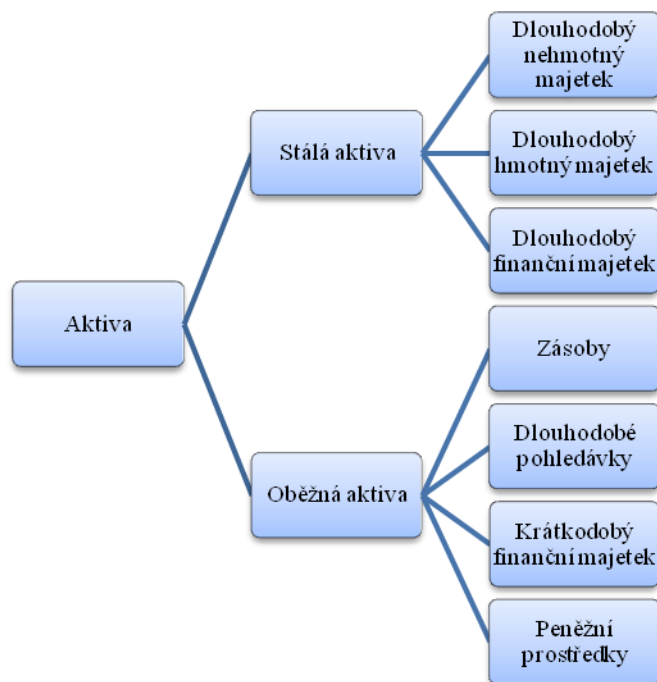 Dlouhodobý
nehmotný
majetek
Stálá aktiva
Dlouhodobý
hmotný majetek
Dlouhodobý
finanční majetek
Aktiva
Zásoby
Dlouhodobé
pohledávky
Oběžná aktiva
Krátkodobý
finanční majetek
Peněžní
prostředky